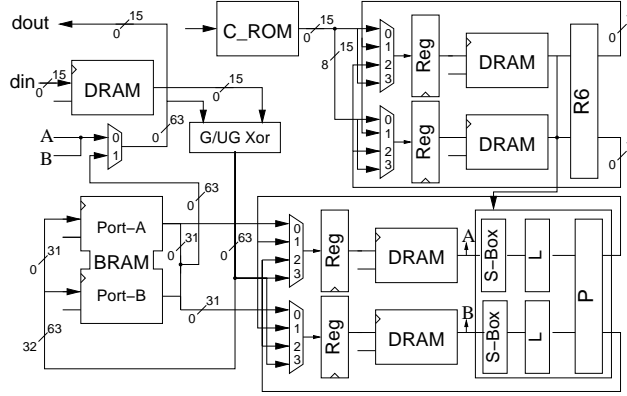 dout
0 15
C_ROM
0 15
8 15
0
1
2
3
Reg
DRAM
R6
0
din
0 15
DRAM
15
0
G/UG Xor
0
1
2
3
Reg
DRAM
0
A
B
0
1
0 63
0 63
Port-A
BRAM
Port-B
0 31
0 31
0 31
32 63
0 63
0
1
2
3
Reg
DRAM
A
S-Box
L
P
0
1
2
3
Reg
DRAM
B
S-Box
L